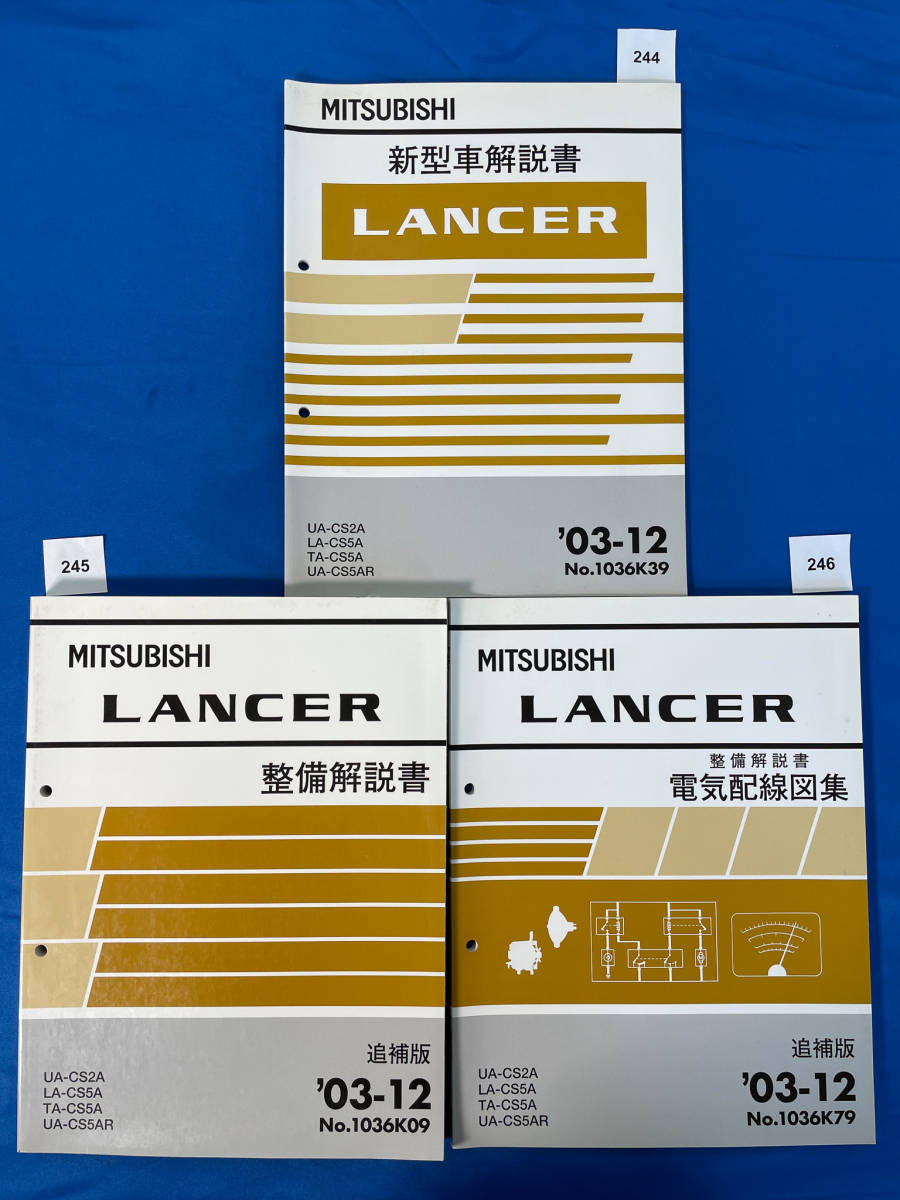 244
MITSUBISHI
新型車解説書
LANCER
UA-CS2A
LA-CS5A
TA-CS5A
UA-CS5AR
'03-12
No.1036K39
245
MITSUBISHI
LANCER
整備解説書
追補版
UA-CS2A
LA-CS5A
TA-CS5A
UA-CS5AR
'03-12
No.1036K09
246
MITSUBISHI
LANCER
整備解説書
電気配線図集
追補版
UA-CS2A
LA-CS5A
TA-CS5A
UA-CS5AR
'03-12
No.1036K79